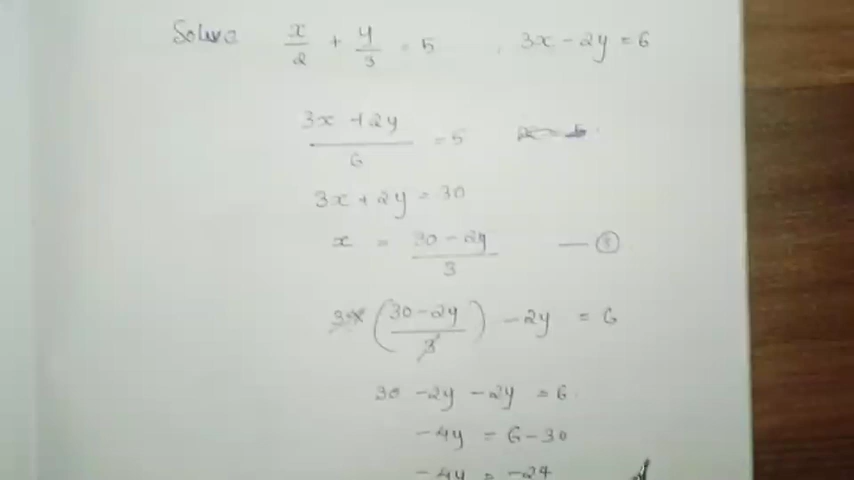 Solve x/2 + y/3 = 5 , 3x - 2y = 6
3x + 2y / 6 = 5
3x + 2y = 30
x = 30 - 2y / 3 — ③
3x (30 - 2y / 3) - 2y = 6
30 - 2y - 2y = 6
-4y = 6 - 30
-4y = -24